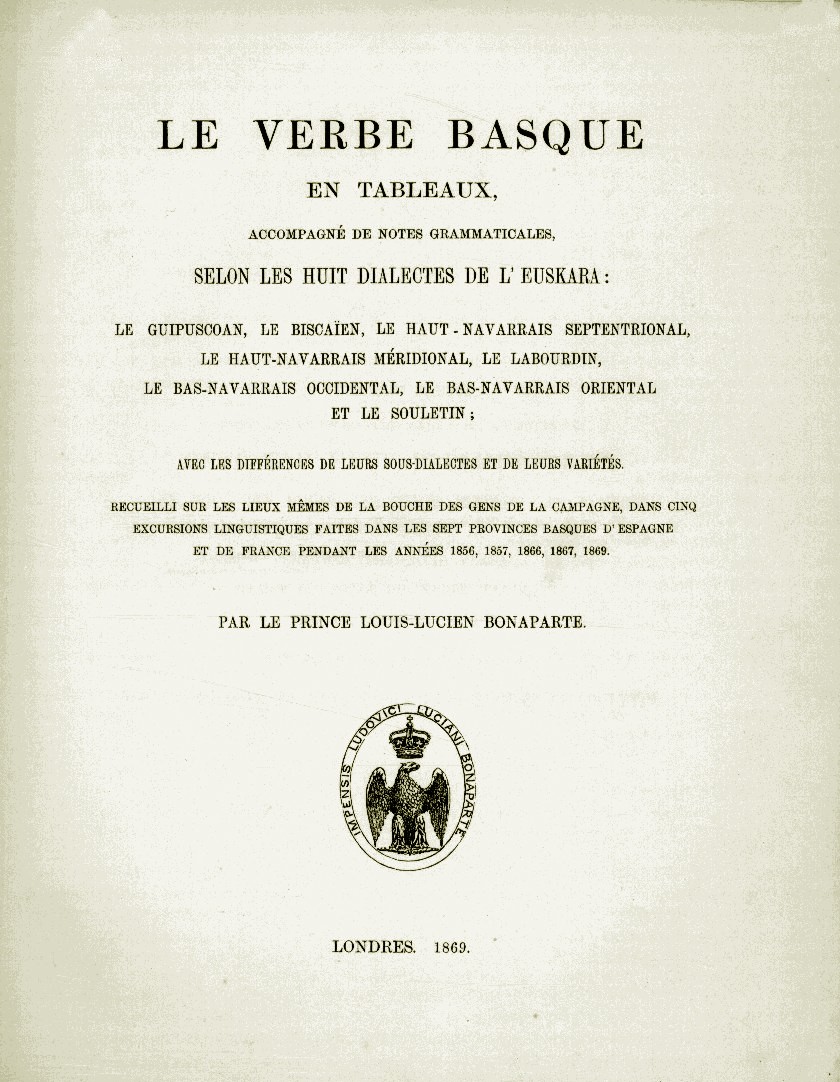 LE VERBE BASQUE
EN TABLEAUX,
ACCOMPAGNÉ DE NOTES GRAMMATICALES,
SELON LES HUIT DIALECTES DE L' EUSKARA:
LE GUIPUSCOAN, LE BISCAÏEN, LE HAUT-NAVARRAIS SEPTENTRIONAL,
LE HAUT-NAVARRAIS MÉRIDIONAL, LE LABOURDIN,
LE BAS-NAVARRAIS OCCIDENTAL, LE BAS-NAVARRAIS ORIENTAL
ET LE SOULETIN;
AVEC LES DIFFÉRENCES DE LEURS SOUS-DIALECTES ET DE LEURS VARIÉTÉS.
RECUEILLI SUR LES LIEUX MÊMES DE LA BOUCHE DES GENS DE LA CAMPAGNE, DANS CINQ
EXCURSIONS LINGUISTIQUES FAITES DANS LES SEPT PROVINCES BASQUES D' ESPAGNE
ET DE FRANCE PENDANT LES ANNÉES 1856, 1857, 1866, 1867, 1869.
PAR LE PRINCE LOUIS-LUCIEN BONAPARTE.
IMPENSIS LUDOVICI LUCIANI BONAPARTE
LONDRES. 1869.